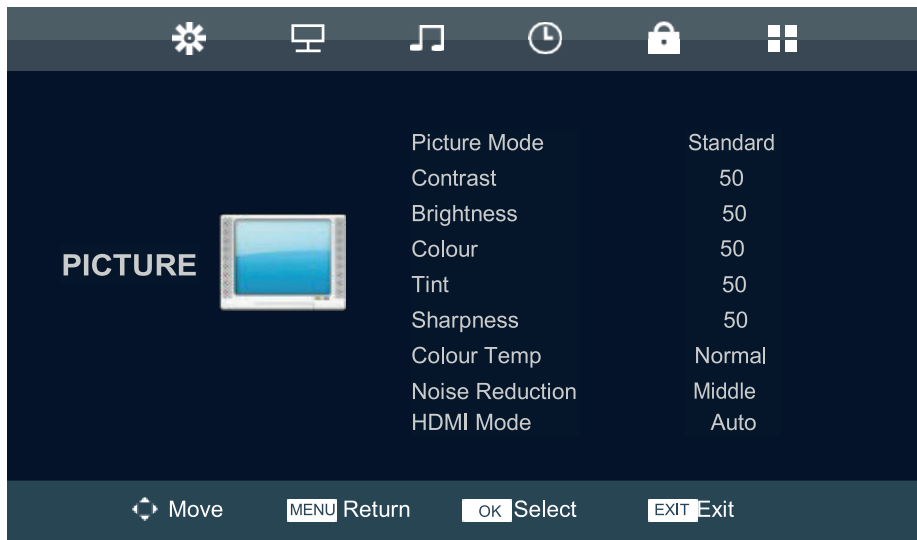 Picture Mode Standard
Contrast 50
Brightness 50
Colour 50
PICTURE
Tint 50
Sharpness 50
Colour Temp Normal
Noise Reduction Middle
HDMI Mode Auto
Move MENU Return OK Select EXIT Exit